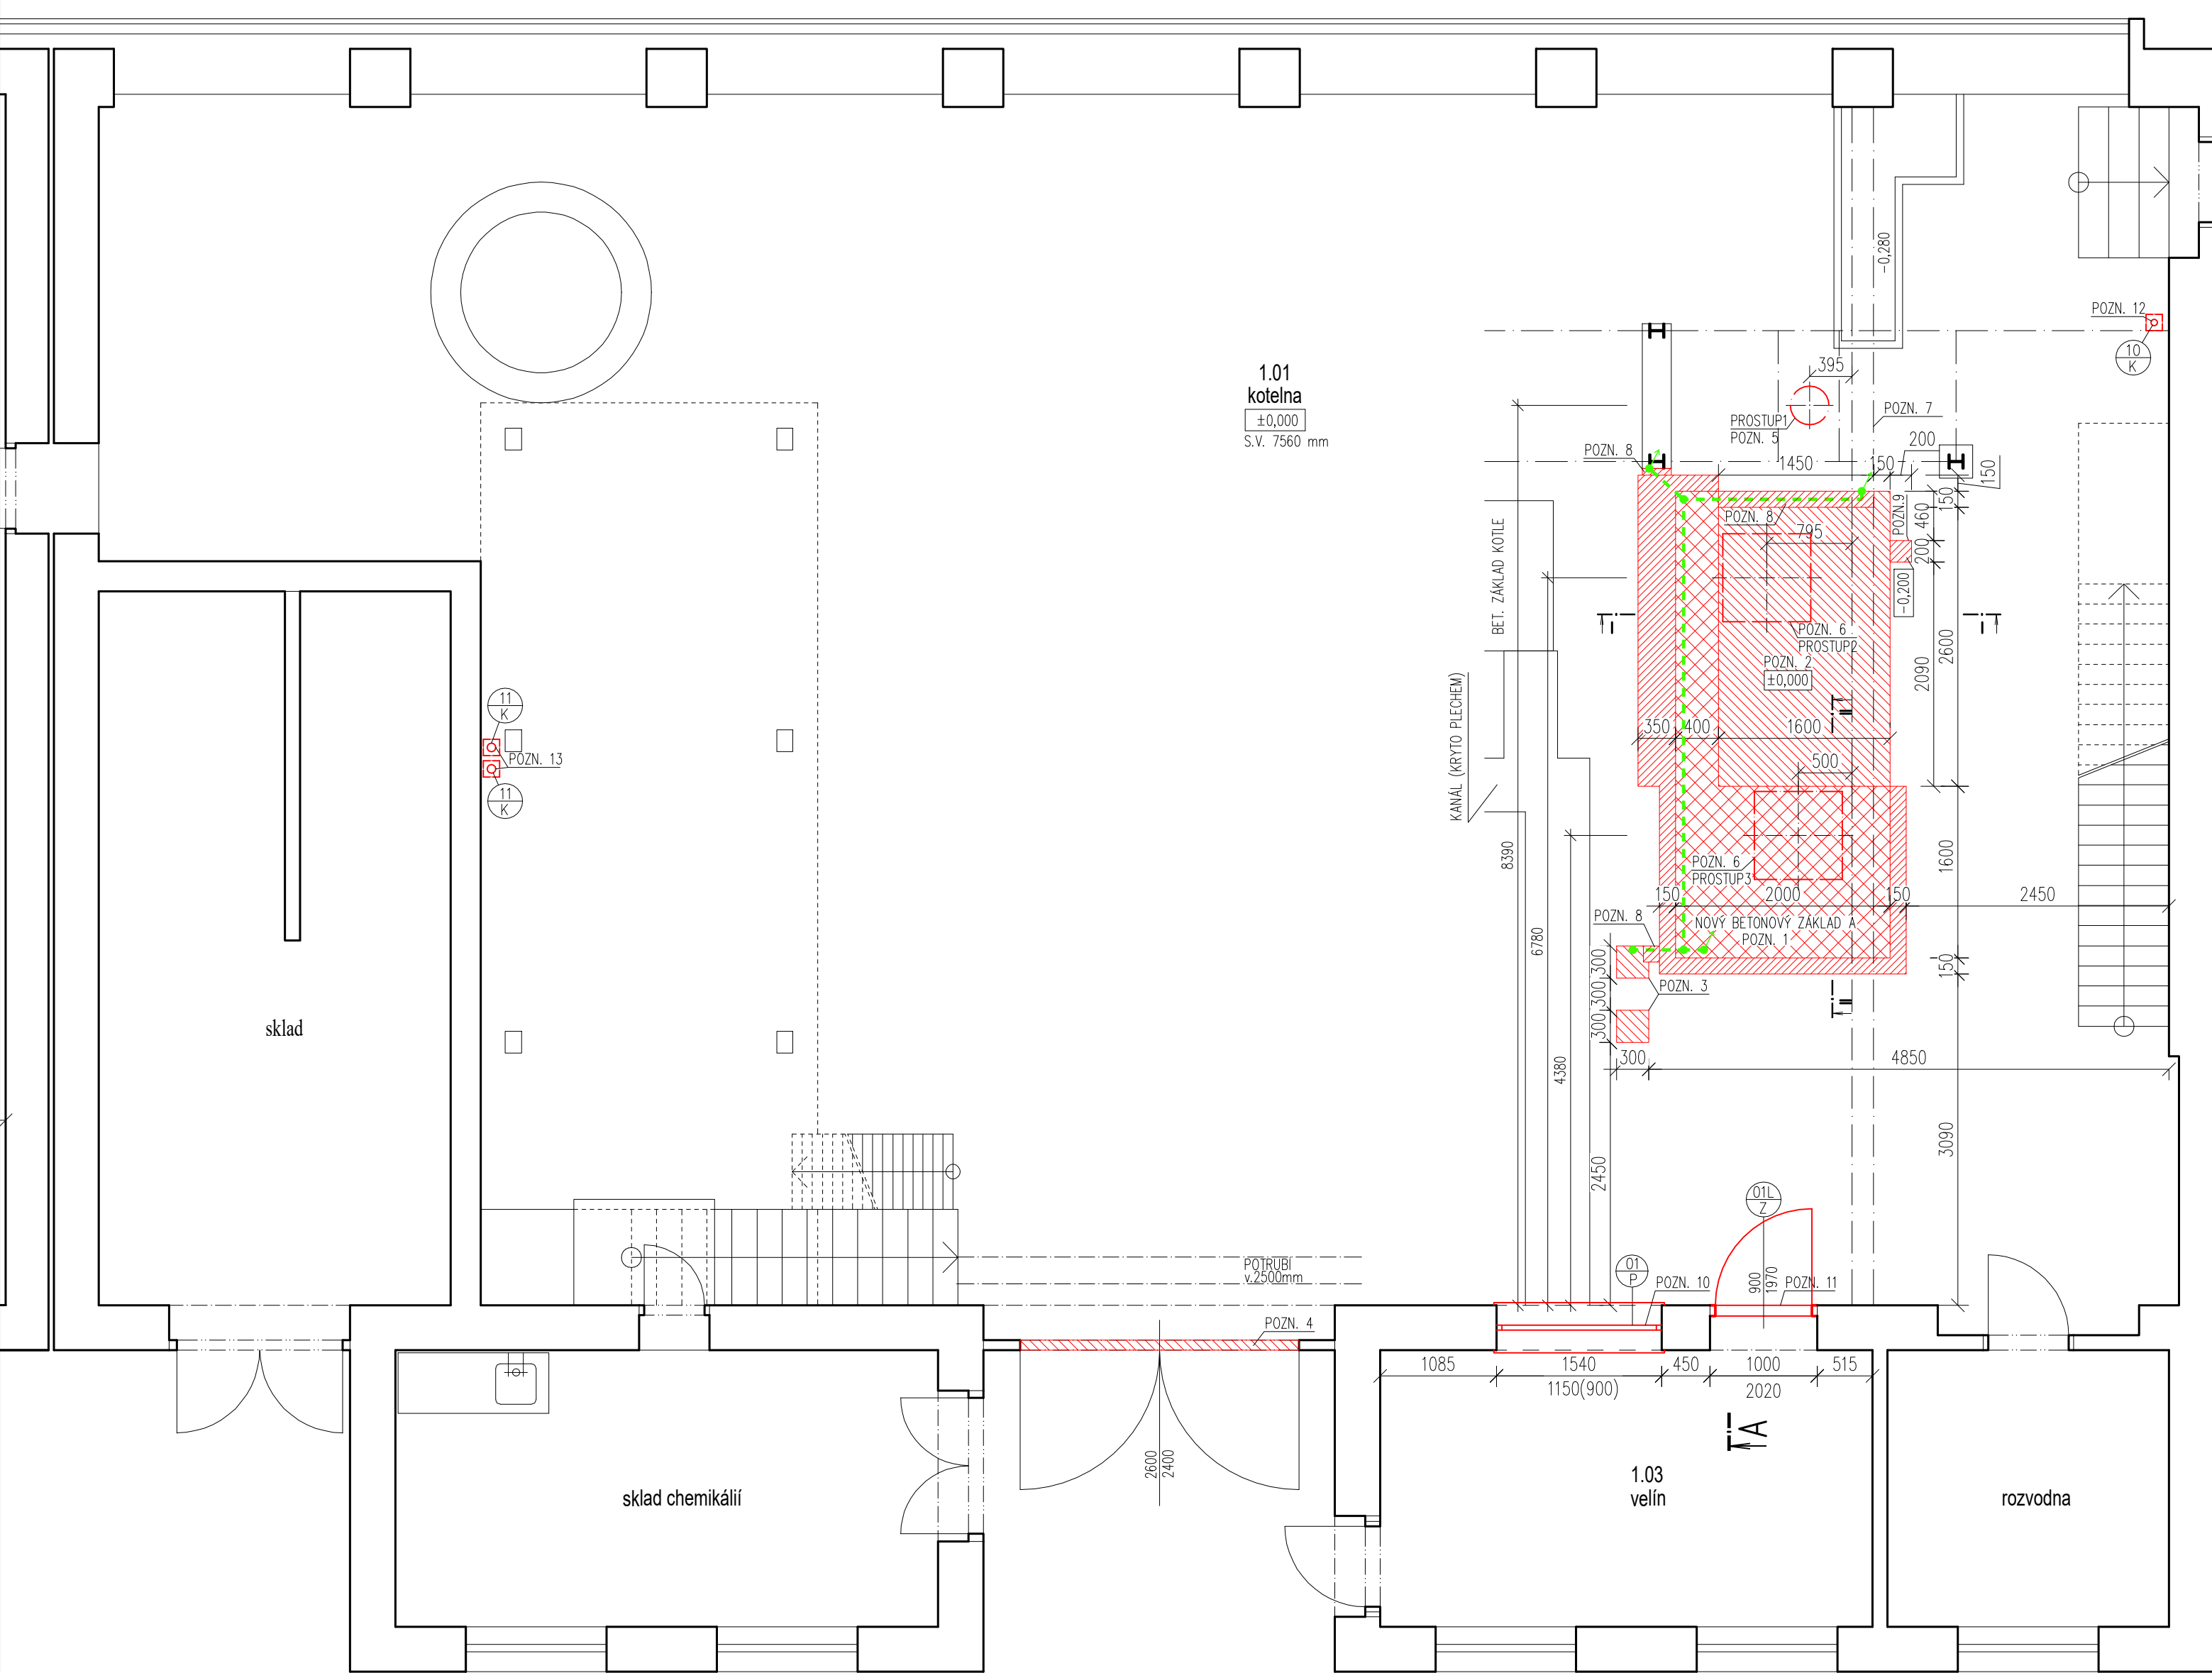 1.01
kotelna
±0,000
S.V. 7560 mm
-0,280
POZN. 12
10
K
395
PROSTUP1
POZN. 5
POZN. 7
200
POZN. 8
1450
150
150
150
POZN.9
460
POZN. 8
795
200
-0,200
BET. ZÁKLAD KOTLE
POZN. 6
PROSTUP2
POZN. 2
±0,000
2600
2090
KANÁL (KRYTO PLECHEM)
350
400
1600
500
11
K
POZN. 13
11
K
8390
6780
4380
POZN. 6
PROSTUP3
1600
150
2000
150
2450
POZN. 8
NOVÝ BETONOVÝ ZÁKLAD A
POZN. 1
150
300
300
300
POZN. 3
300
4850
sklad
3090
2450
01L
Z
900
1970
POZN. 11
01
P
POZN. 10
POTRUBÍ
v.2500mm
POZN. 4
1085
1540
1150(900)
450
1000
2020
515
A
2600
2400
sklad chemikálií
1.03
velín
rozvodna